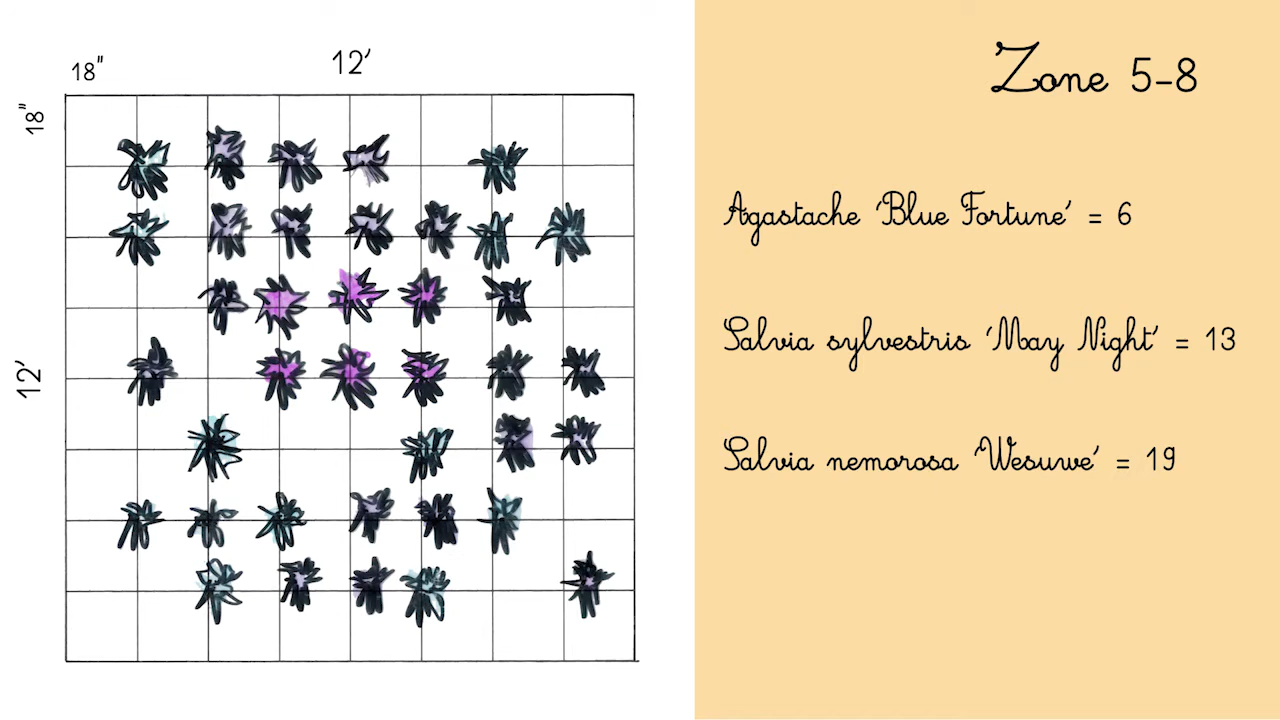 18"
12'
18"
12'
Zone 5-8
Agastache 'Blue Fortune' = 6
Salvia sylvestris 'May Night' = 13
Salvia nemorosa 'Wesuwe' = 19